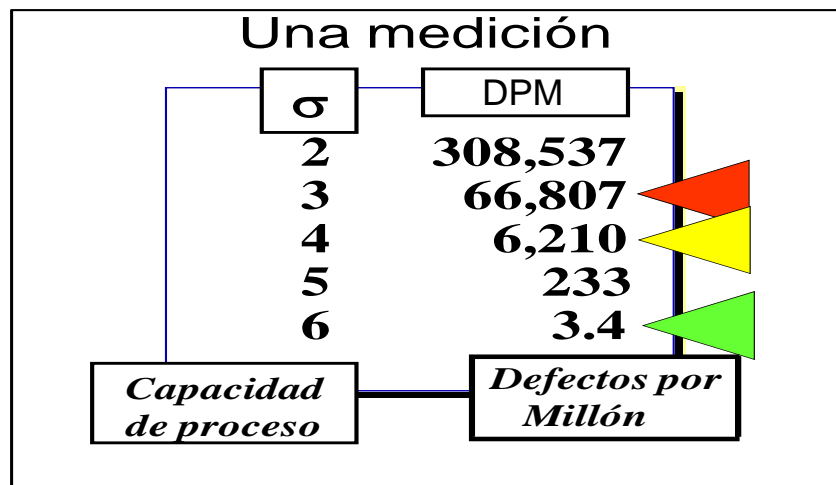 Una medición
σ DPM
2 308,537
3 66,807
4 6,210
5 233
6 3.4
Capacidad
de proceso
Defectos por
Millón